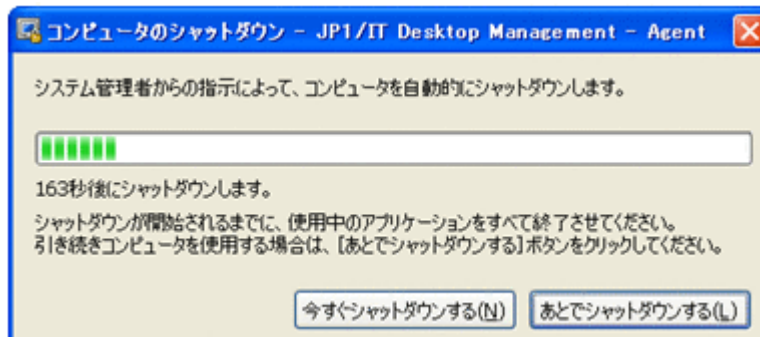 コンピュータのシャットダウン - JP1/IT Desktop Management - Agent
システム管理者からの指示によって、コンピュータを自動的にシャットダウンします。
163秒後にシャットダウンします。
シャットダウンが開始されるまでに、使用中のアプリケーションをすべて終了させてください。
引き続きコンピュータを使用する場合は、[あとでシャットダウンする]ボタンをクリックしてください。
今すぐシャットダウンする(N) あとでシャットダウンする(L)